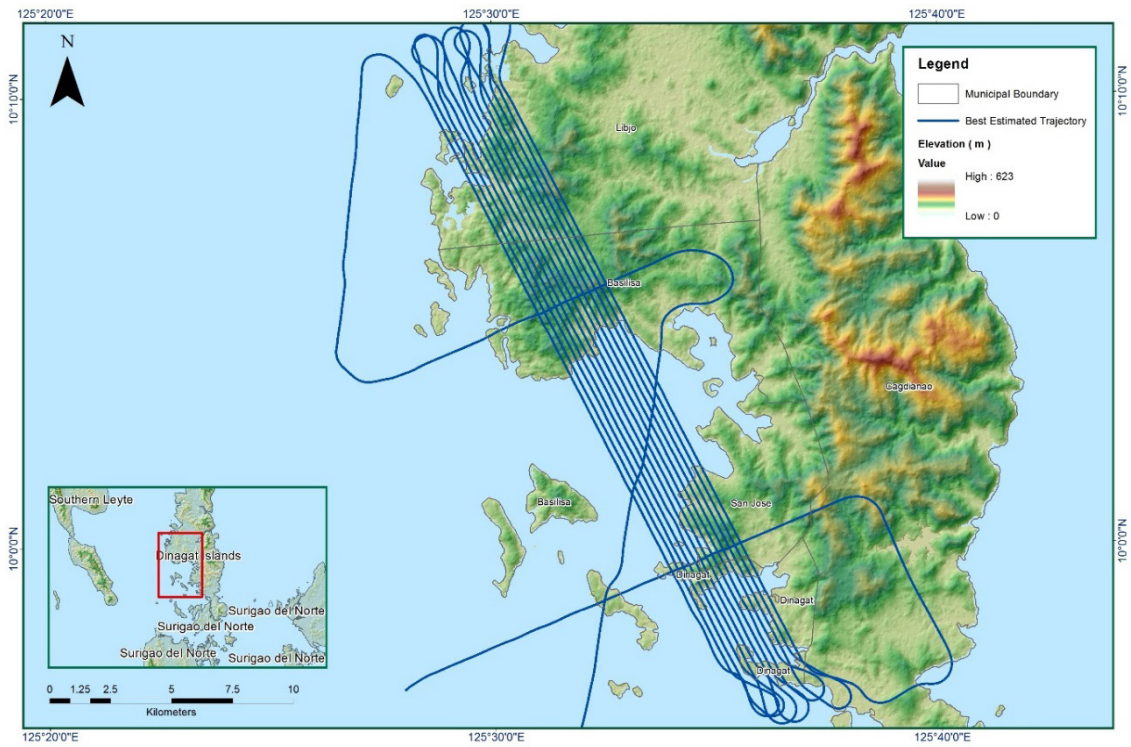 125°20'0"E
125°30'0"E
125°40'0"E
N
10°10'0"N
10°10'0"N
Legend
Municipal Boundary
Best Estimated Trajectory
Elevation ( m )
Value
High : 623
Low : 0
Libjo
Basilisa
Cagdianao
Basilisa
San Jose
Dinagat
Dinagat
Dinagat
10°0'0"N
10°0'0"N
Southern Leyte
Dinagat Islands
Surigao del Norte
Surigao del Norte
Surigao del Norte
Surigao del Norte
0 1.25 2.5 5 7.5 10
Kilometers
125°20'0"E
125°30'0"E
125°40'0"E